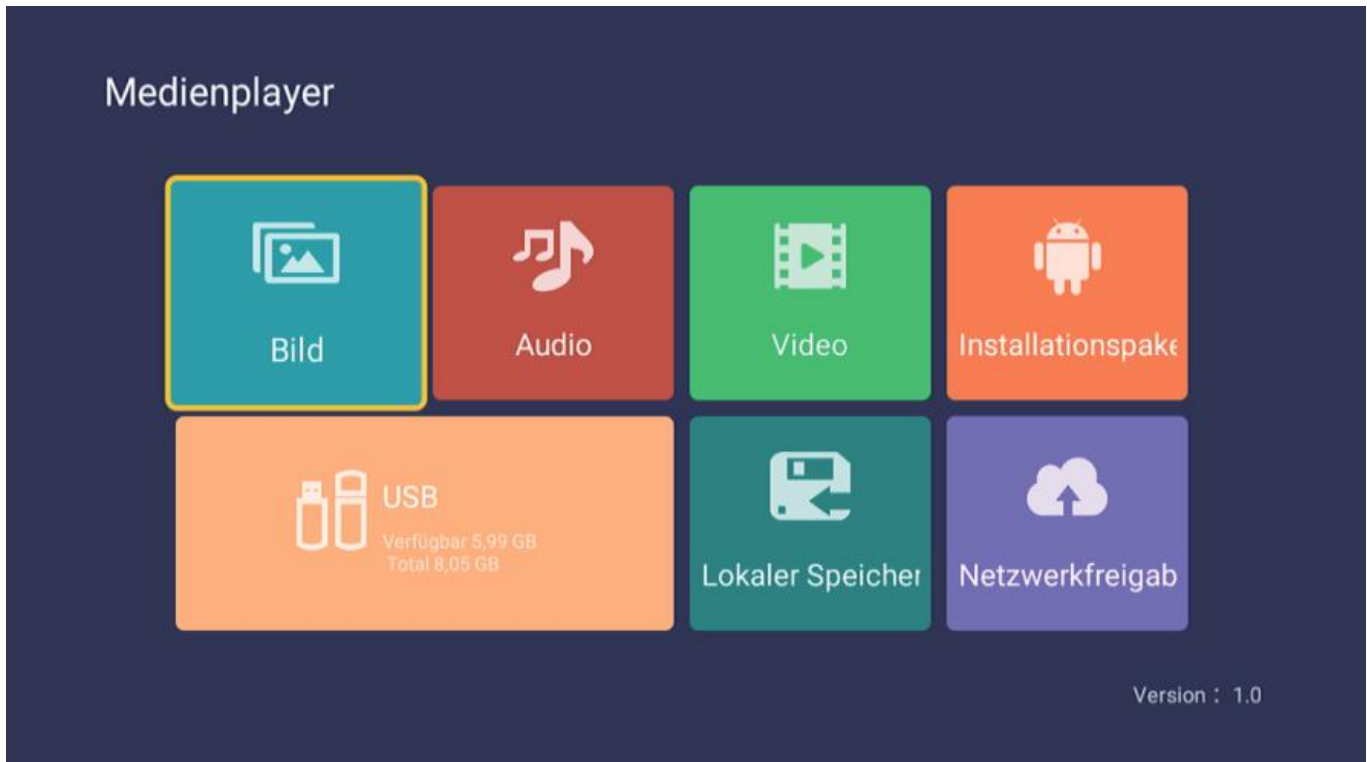 Medienplayer
Bild
Audio
Video
Installationspake
USB
Verfügbar 5,99 GB
Total 8,05 GB
Lokaler Speicher
Netzwerkfreigab
Version： 1.0